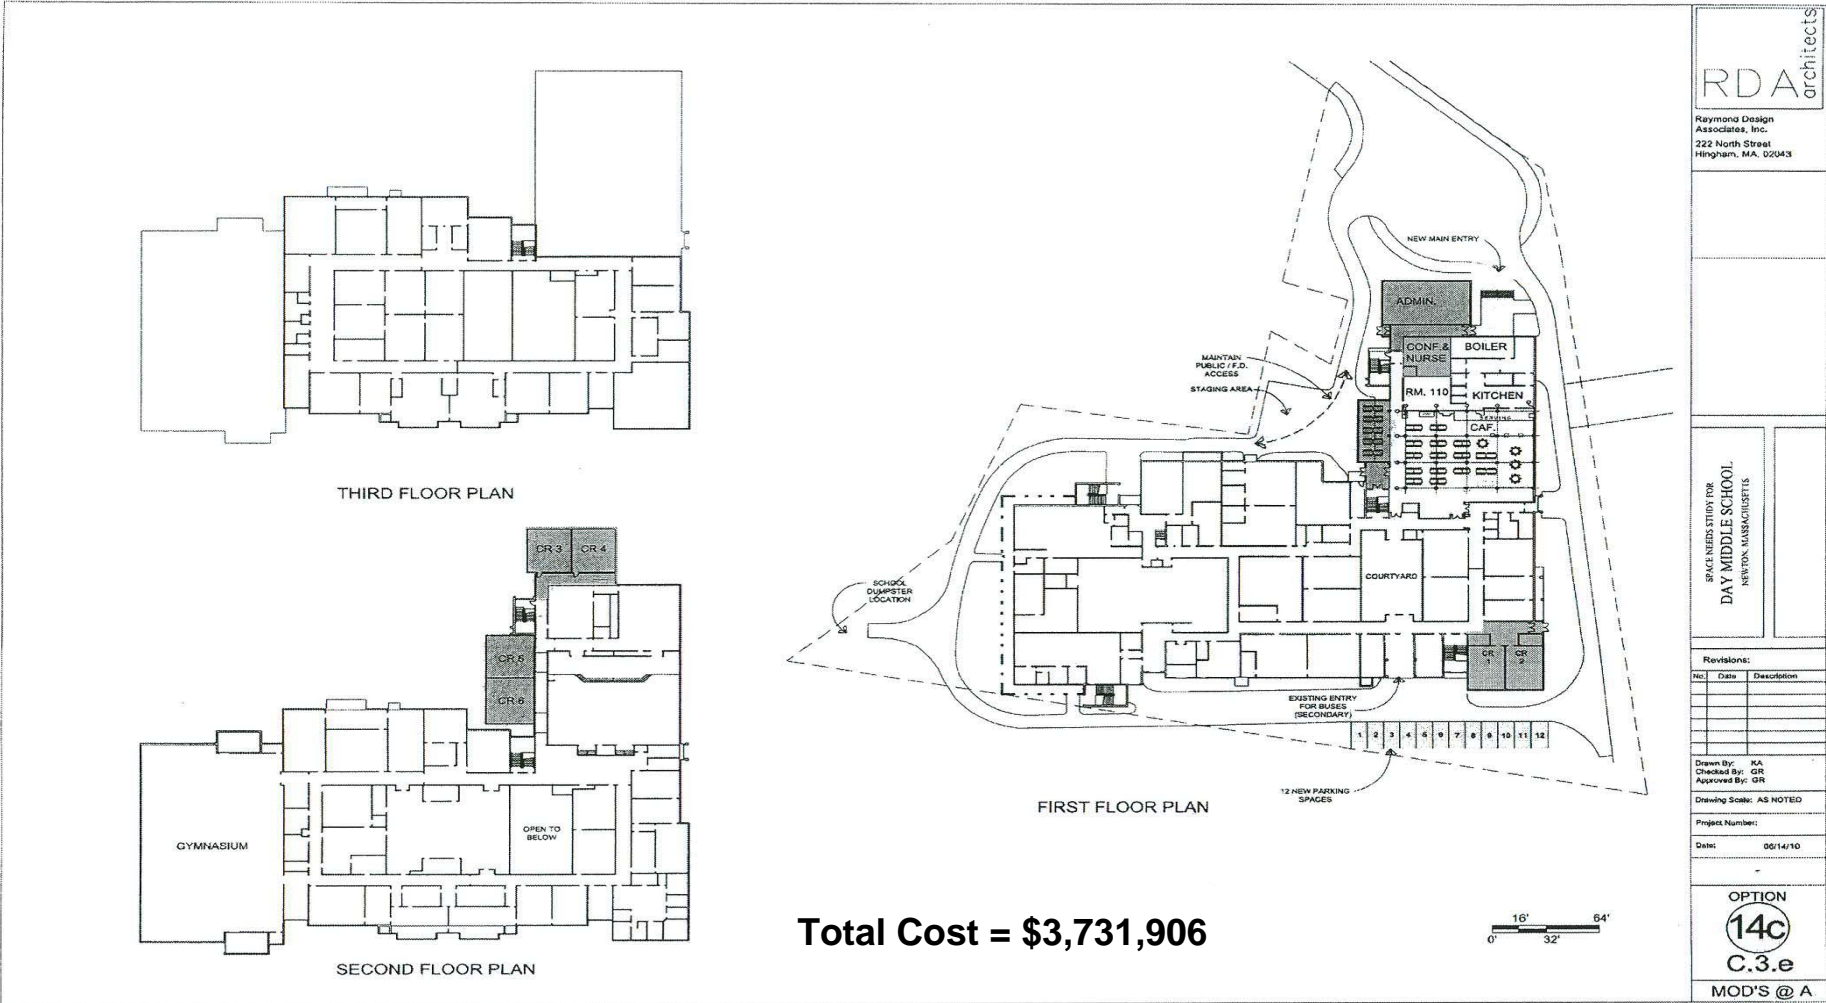 THIRD FLOOR PLAN
CR 3
CR 4
CR 5
CR 6
GYMNASIUM
OPEN TO
BELOW
SECOND FLOOR PLAN
NEW MAIN ENTRY
ADMIN.
CONF.&
NURSE
BOILER
MAINTAIN
PUBLIC / F.D.
ACCESS
STAGING AREA
RM. 110
KITCHEN
SERVING
CAF.
SCHOOL
DUMPSTER
LOCATION
COURTYARD
CR
1
CR
2
EXISTING ENTRY
FOR BUSES
(SECONDARY)
1 2 3 4 5 6 7 8 9 10 11 12
12 NEW PARKING
SPACES
FIRST FLOOR PLAN
Total Cost = $3,731,906
16' 64'
0' 32'
RDA
architects
Raymond Design
Associates, Inc.
222 North Street
Hingham, MA, 02043
SPACE NEEDS STUDY FOR
DAY MIDDLE SCHOOL
NEWTON, MASSACHUSETTS
Revisions:
No. Date Description
Drawn By: KA
Checked By: GR
Approved By: GR
Drawing Scale: AS NOTED
Project Number:
Date: 06/14/10
-
OPTION
14c
C.3.e
MOD'S @ A